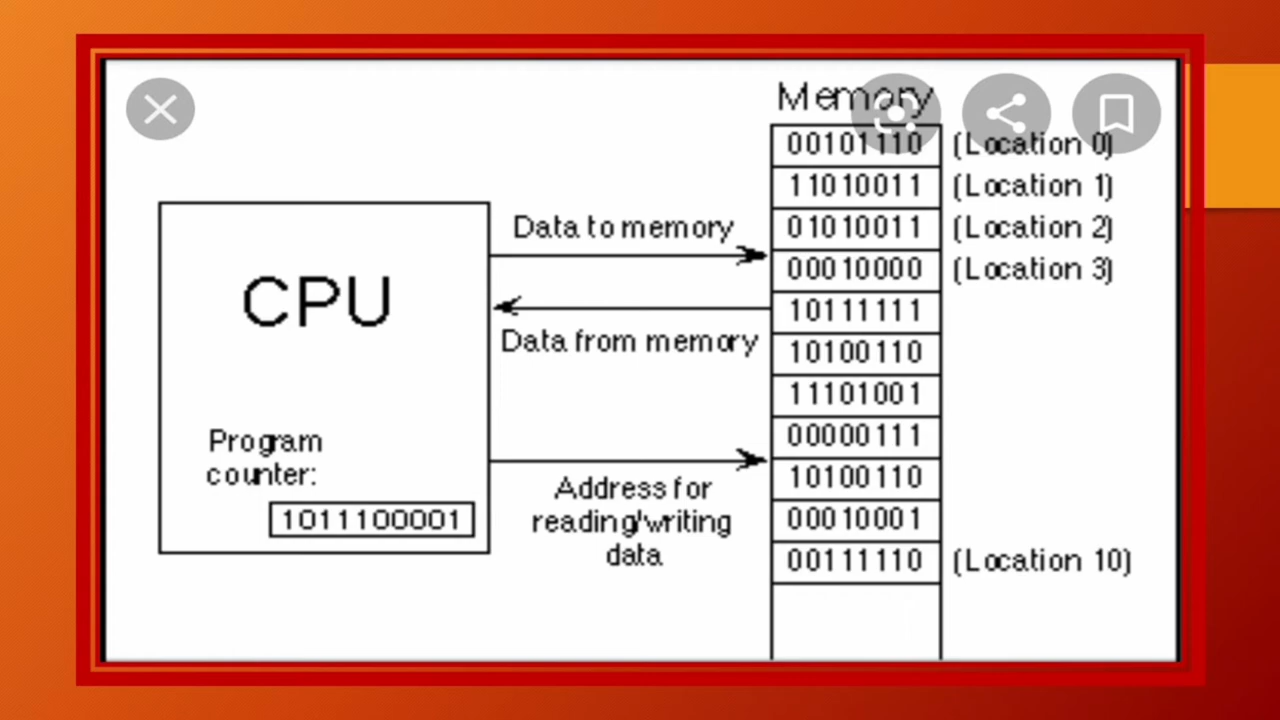 Memory
00101110 (Location 0)
11010011 (Location 1)
01010011 (Location 2)
00010000 (Location 3)
10111111
10100110
11101001
00000111
10100110
00010001
00111110 (Location 10)
CPU
Program
counter:
1011100001
Data to memory
Data from memory
Address for
reading/writing
data